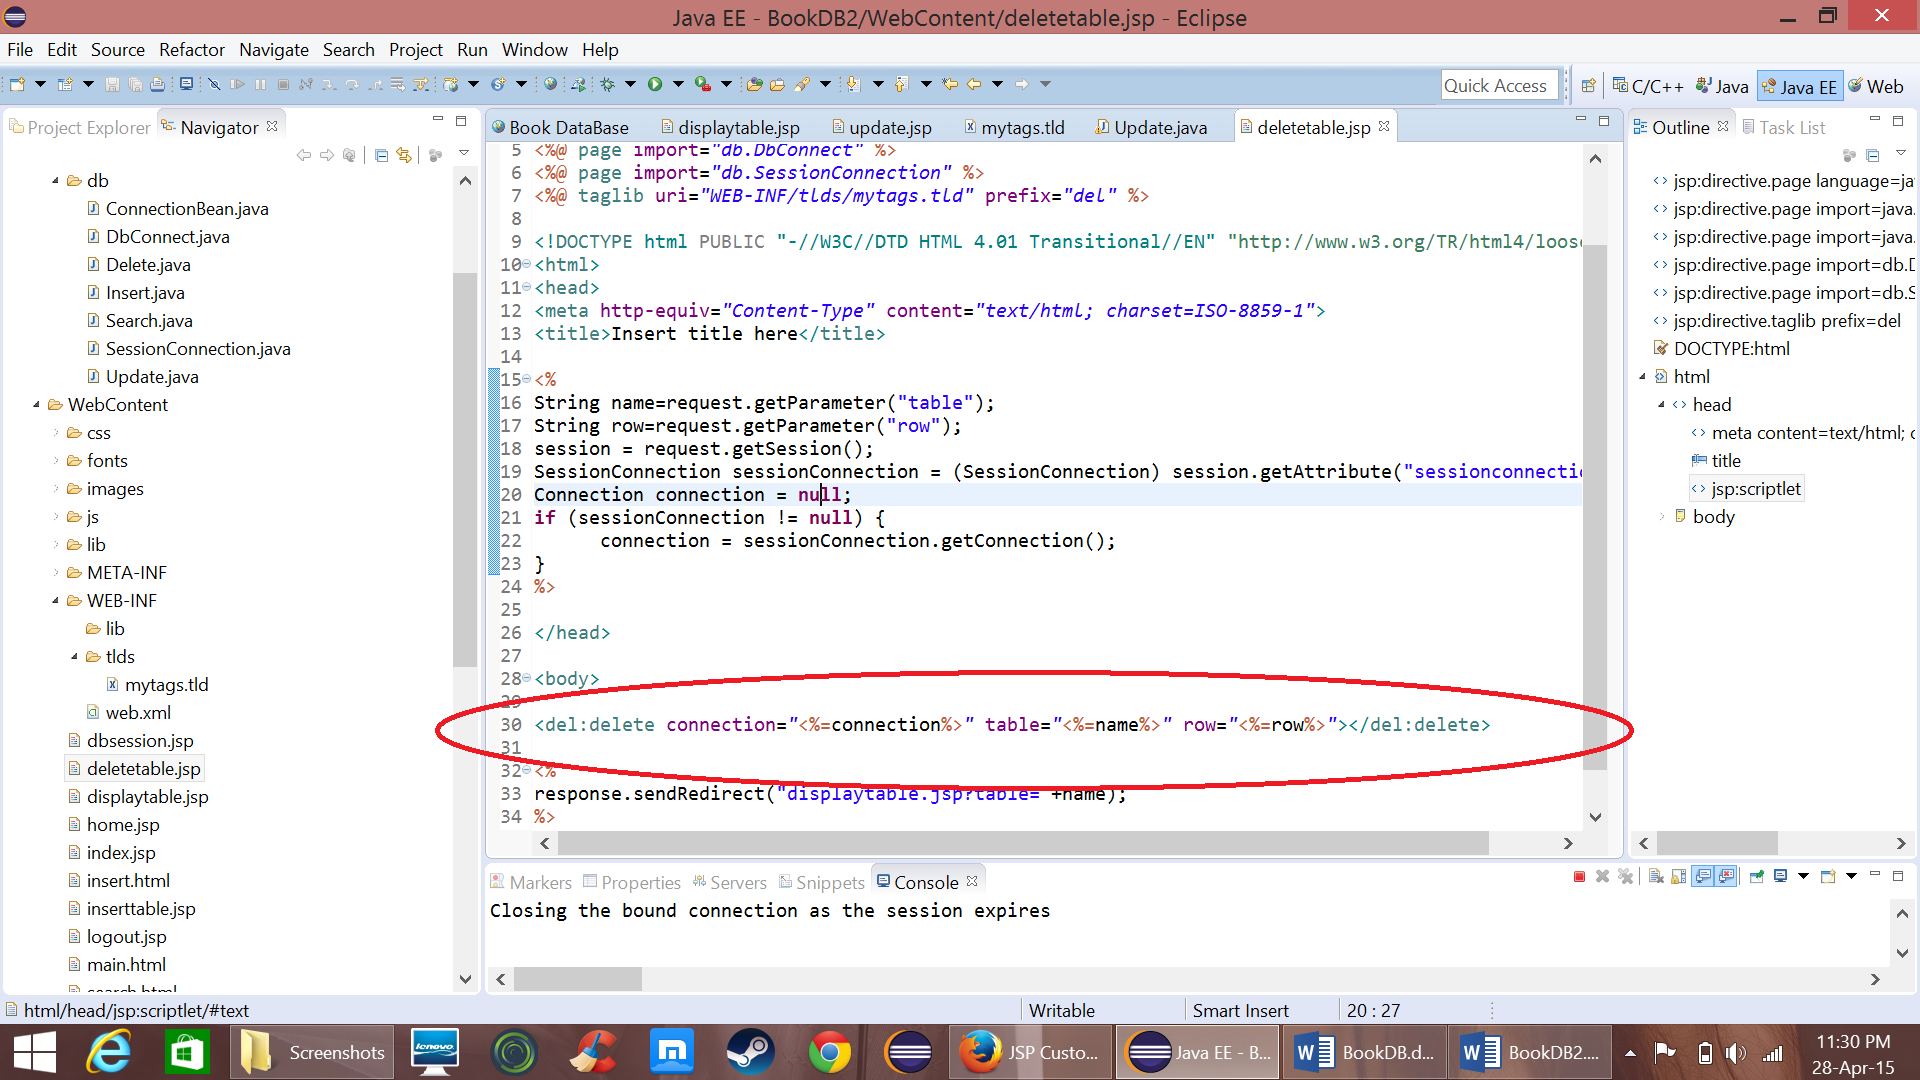 Java EE - BookDB2/WebContent/deletetable.jsp - Eclipse
File Edit Source Refactor Navigate Search Project Run Window Help
Quick Access
C/C++ Java Java EE Web
Project Explorer Navigator
db
ConnectionBean.java
DbConnect.java
Delete.java
Insert.java
Search.java
SessionConnection.java
Update.java
WebContent
css
fonts
images
js
lib
META-INF
WEB-INF
lib
tlds
mytags.tld
web.xml
dbsession.jsp
deletetable.jsp
displaytable.jsp
home.jsp
index.jsp
insert.html
inserttable.jsp
logout.jsp
main.html
search.html
Book DataBase displaytable.jsp update.jsp mytags.tld Update.java deletetable.jsp
5 <%@ page import="db.DbConnect" %>
6 <%@ page import="db.SessionConnection" %>
7 <%@ taglib uri="WEB-INF/tlds/mytags.tld" prefix="del" %>
8
9 <!DOCTYPE html PUBLIC "-//W3C//DTD HTML 4.01 Transitional//EN" "http://www.w3.org/TR/html4/loose
10 <html>
11 <head>
12 <meta http-equiv="Content-Type" content="text/html; charset=ISO-8859-1">
13 <title>Insert title here</title>
14
15 <%
16 String name=request.getParameter("table");
17 String row=request.getParameter("row");
18 session = request.getSession();
19 SessionConnection sessionConnection = (SessionConnection) session.getAttribute("sessionconnectio
20 Connection connection = null;
21 if (sessionConnection != null) {
22 connection = sessionConnection.getConnection();
23 }
24 %>
25
26 </head>
27
28 <body>
29
30 <del:delete connection="<%=connection%>" table="<%=name%>" row="<%=row%>"></del:delete>
31
32 <%
33 response.sendRedirect("displaytable.jsp?table=" +name);
34 %>
Outline Task List
jsp:directive.page language=ja
jsp:directive.page import=java.
jsp:directive.page import=java.
jsp:directive.page import=db.D
jsp:directive.page import=db.S
jsp:directive.taglib prefix=del
DOCTYPE:html
html
head
meta content=text/html; c
title
jsp:scriptlet
body
Markers Properties Servers Snippets Console
Closing the bound connection as the session expires
html/head/jsp:scriptlet/#text
Writable
Smart Insert
20 : 27
Screenshots
lenovo
JSP Custo...
Java EE - B...
BookDB.d...
BookDB2....
11:30 PM
28-Apr-15